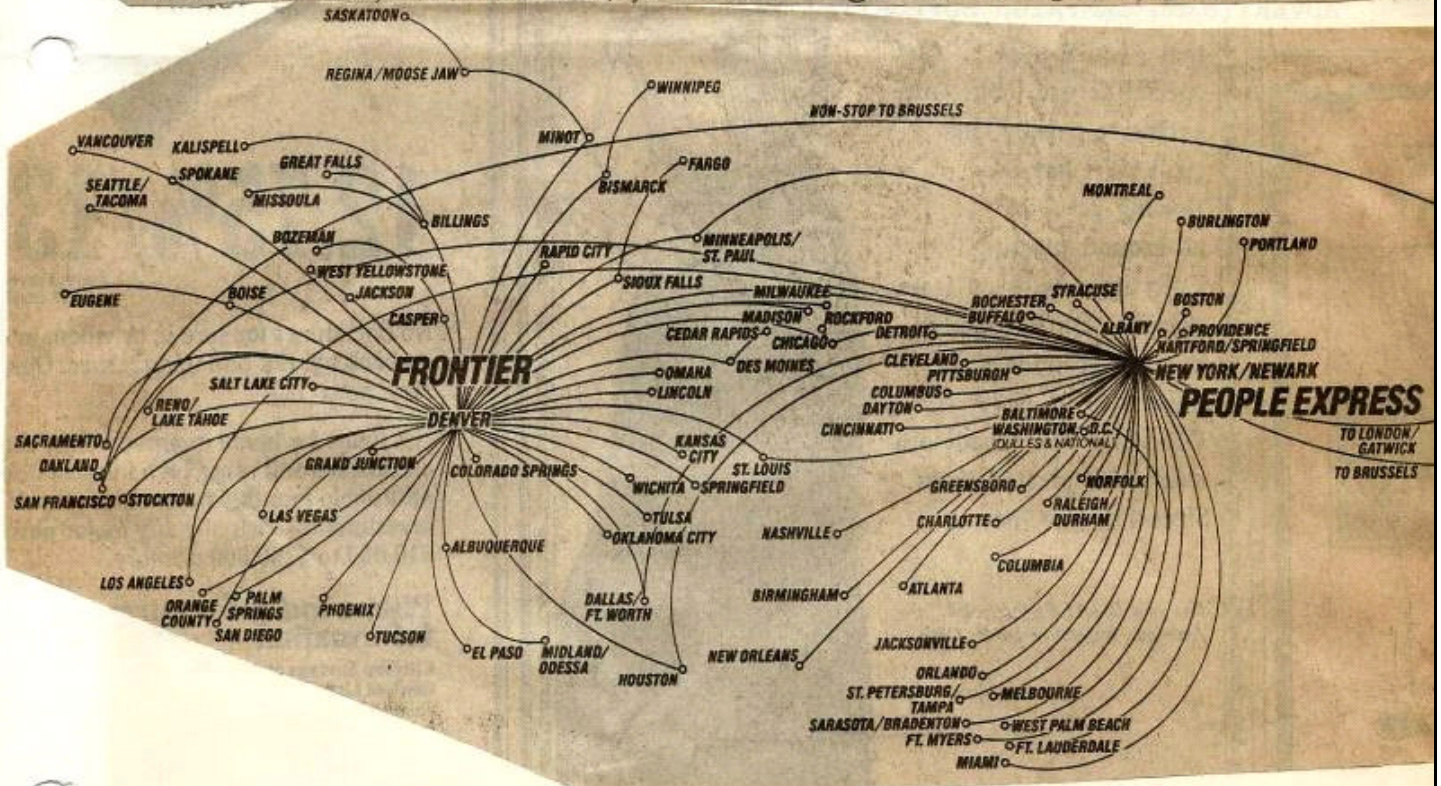 SASKATOON
REGINA/MOOSE JAW
WINNIPEG
NON-STOP TO BRUSSELS
VANCOUVER
KALISPELL
MINOT
GREAT FALLS
FARGO
SPOKANE
SEATTLE/
TACOMA
MISSOULA
BISMARCK
MONTREAL
BILLINGS
BURLINGTON
BOZEMAN
MINNEAPOLIS/
ST. PAUL
PORTLAND
RAPID CITY
WEST YELLOWSTONE
SIOUX FALLS
EUGENE
BOISE
JACKSON
MILWAUKEE
ROCHESTER
SYRACUSE
BOSTON
CASPER
MADISON
ROCKFORD
BUFFALO
ALBANY
CEDAR RAPIDS
CHICAGO
DETROIT
PROVIDENCE
HARTFORD/SPRINGFIELD
FRONTIER
DES MOINES
CLEVELAND
PITTSBURGH
NEW YORK/NEWARK
SALT LAKE CITY
OMAHA
LINCOLN
COLUMBUS
PEOPLE EXPRESS
RENO/
LAKE TAHOE
DENVER
DAYTON
BALTIMORE
CINCINNATI
WASHINGTON, D.C.
(DULLES & NATIONAL)
TO LONDON/
GATWICK
SACRAMENTO
KANSAS
CITY
OAKLAND
GRAND JUNCTION
COLORADO SPRINGS
ST. LOUIS
TO BRUSSELS
SAN FRANCISCO
STOCKTON
WICHITA
SPRINGFIELD
GREENSBORO
NORFOLK
LAS VEGAS
TULSA
RALEIGH/
DURHAM
CHARLOTTE
OKLAHOMA CITY
NASHVILLE
ALBUQUERQUE
COLUMBIA
LOS ANGELES
ORANGE
COUNTY
PALM
SPRINGS
PHOENIX
DALLAS/
FT. WORTH
BIRMINGHAM
ATLANTA
SAN DIEGO
TUCSON
EL PASO
MIDLAND/
ODESSA
HOUSTON
NEW ORLEANS
JACKSONVILLE
ORLANDO
ST. PETERSBURG/
TAMPA
MELBOURNE
SARASOTA/BRADENTON
WEST PALM BEACH
FT. MYERS
FT. LAUDERDALE
MIAMI